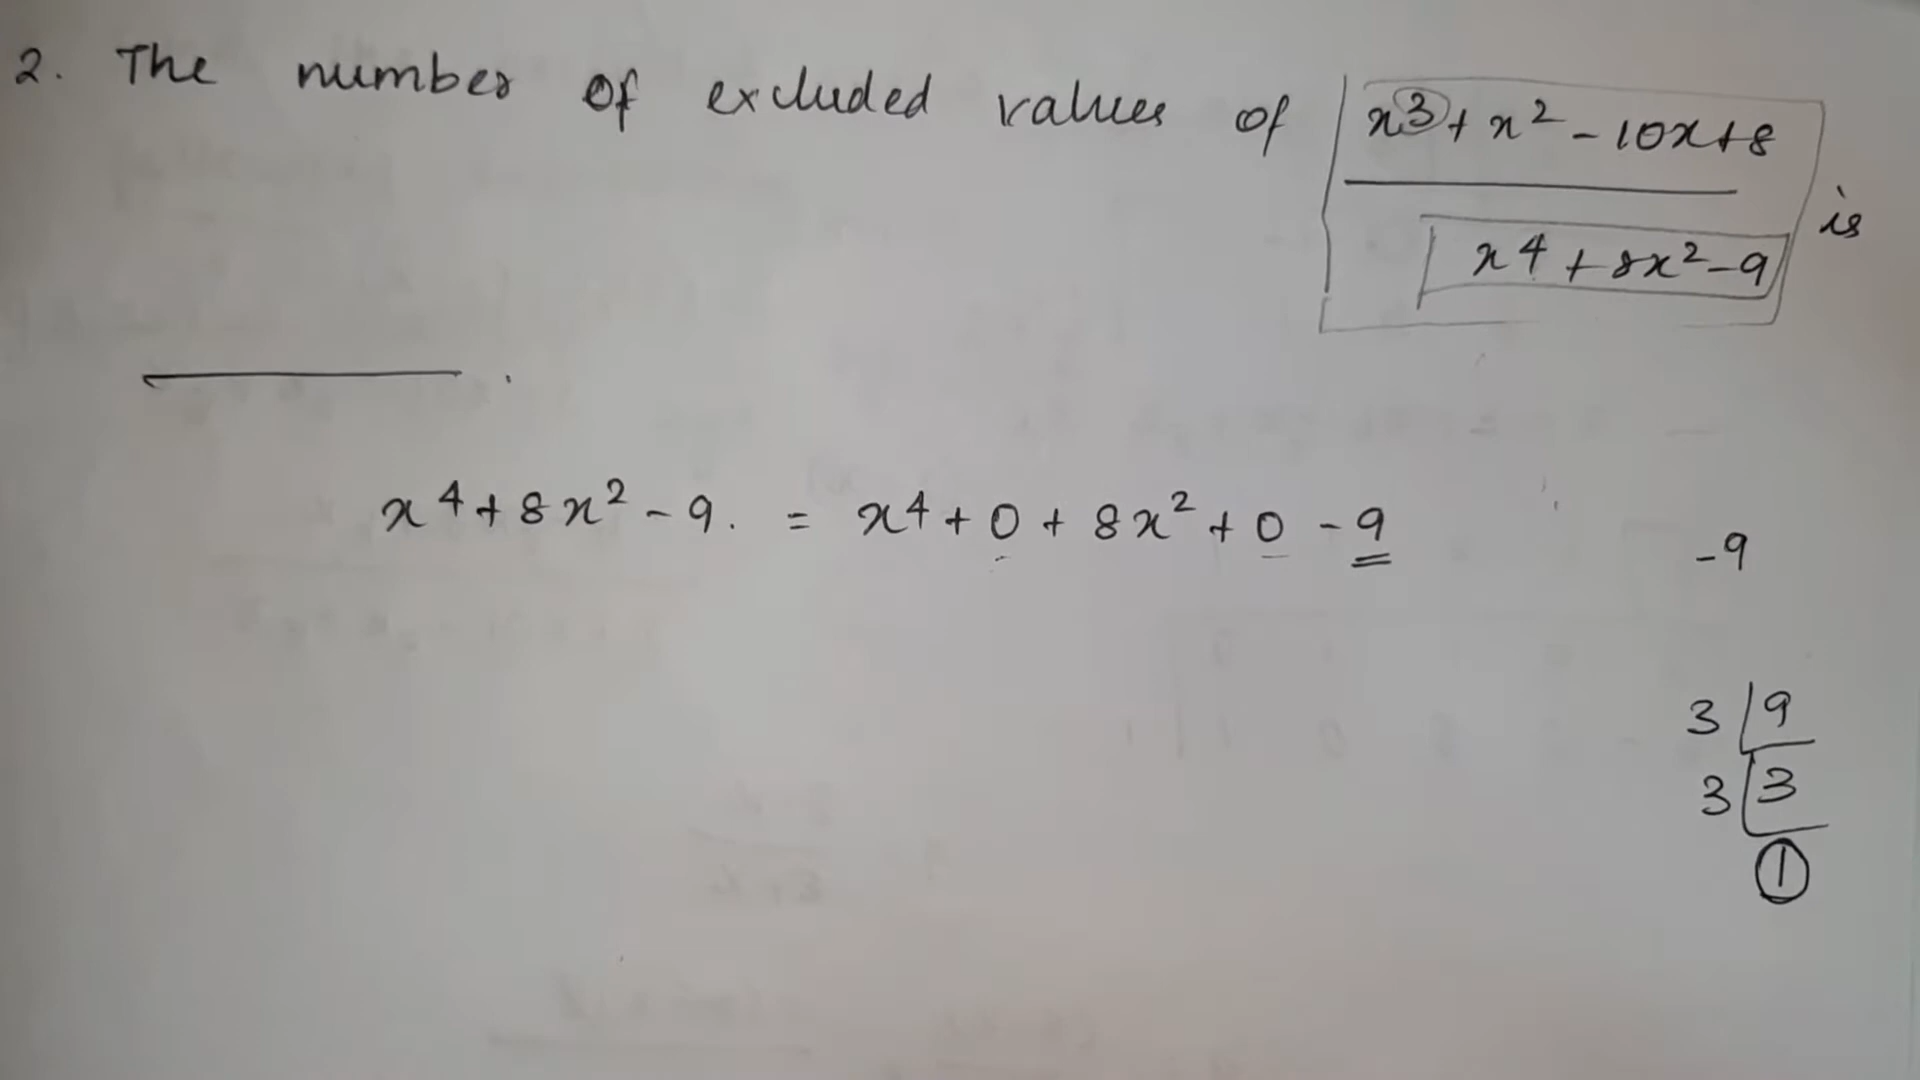 2. The number of excluded values of x³+x²-10x+8
x⁴+8x²-9 is
.
x⁴+8x²-9. = x⁴+0+8x²+0-9
-9
3 9
3 3
1